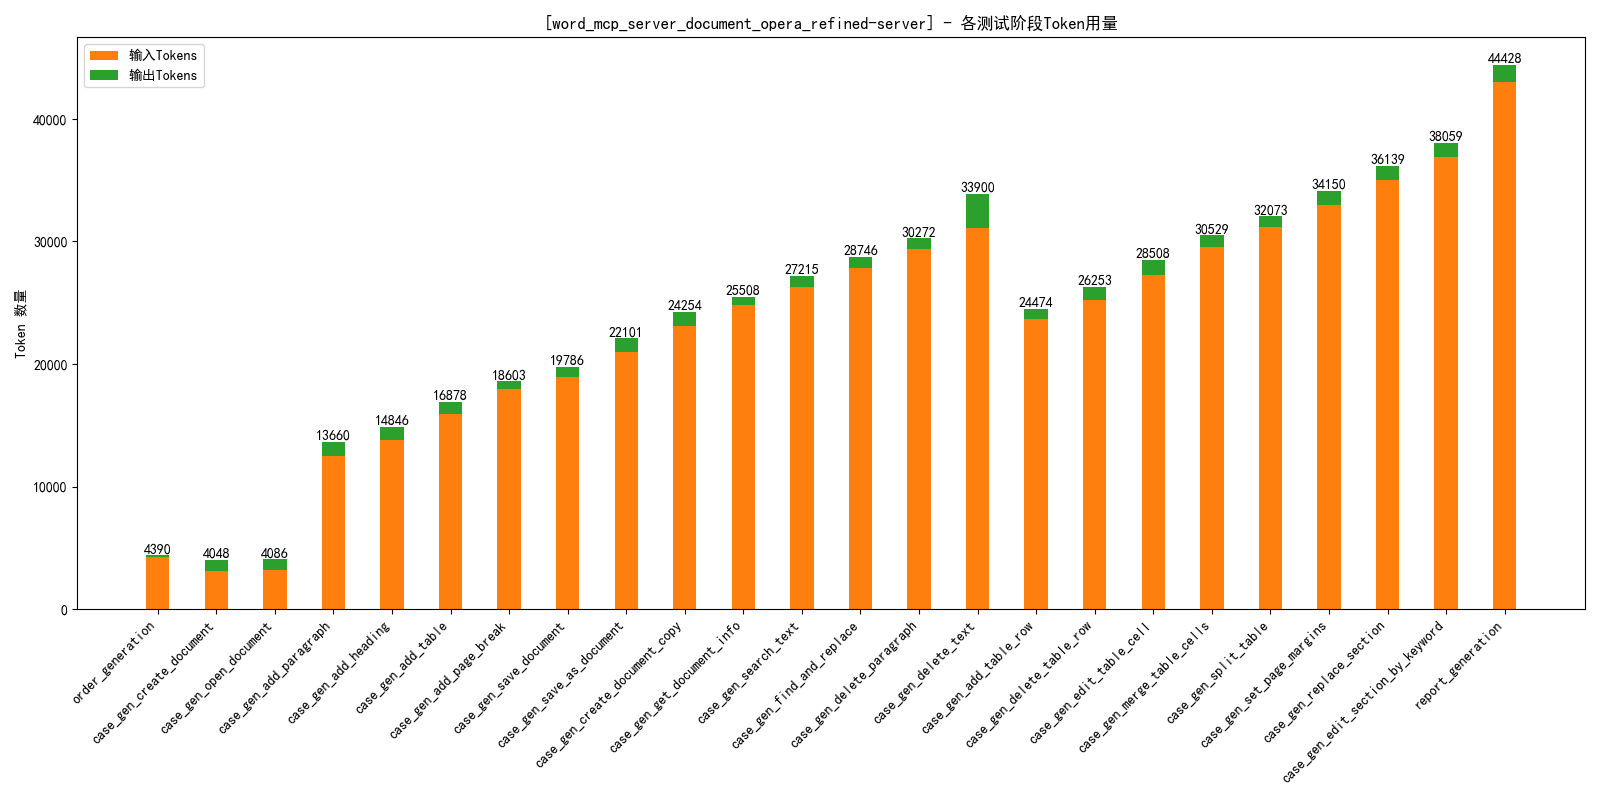 [word_mcp_server_document_opera_refined-server] - 各测试阶段Token用量
输入Tokens
输出Tokens
Token 数量
40000
30000
20000
10000
0
4390
4048
4086
13660
14846
16878
18603
19786
22101
24254
25508
27215
28746
30272
33900
24474
26253
28508
30529
32073
34150
36139
38059
44428
order_generation
case_gen_create_document
case_gen_open_document
case_gen_add_paragraph
case_gen_add_heading
case_gen_add_table
case_gen_add_page_break
case_gen_save_document
case_gen_save_as_document
case_gen_create_document_copy
case_gen_get_document_info
case_gen_search_text
case_gen_find_and_replace
case_gen_delete_paragraph
case_gen_delete_text
case_gen_add_table_row
case_gen_delete_table_row
case_gen_edit_table_cell
case_gen_merge_table_cells
case_gen_split_table
case_gen_set_page_margins
case_gen_replace_section
case_gen_edit_section_by_keyword
report_generation